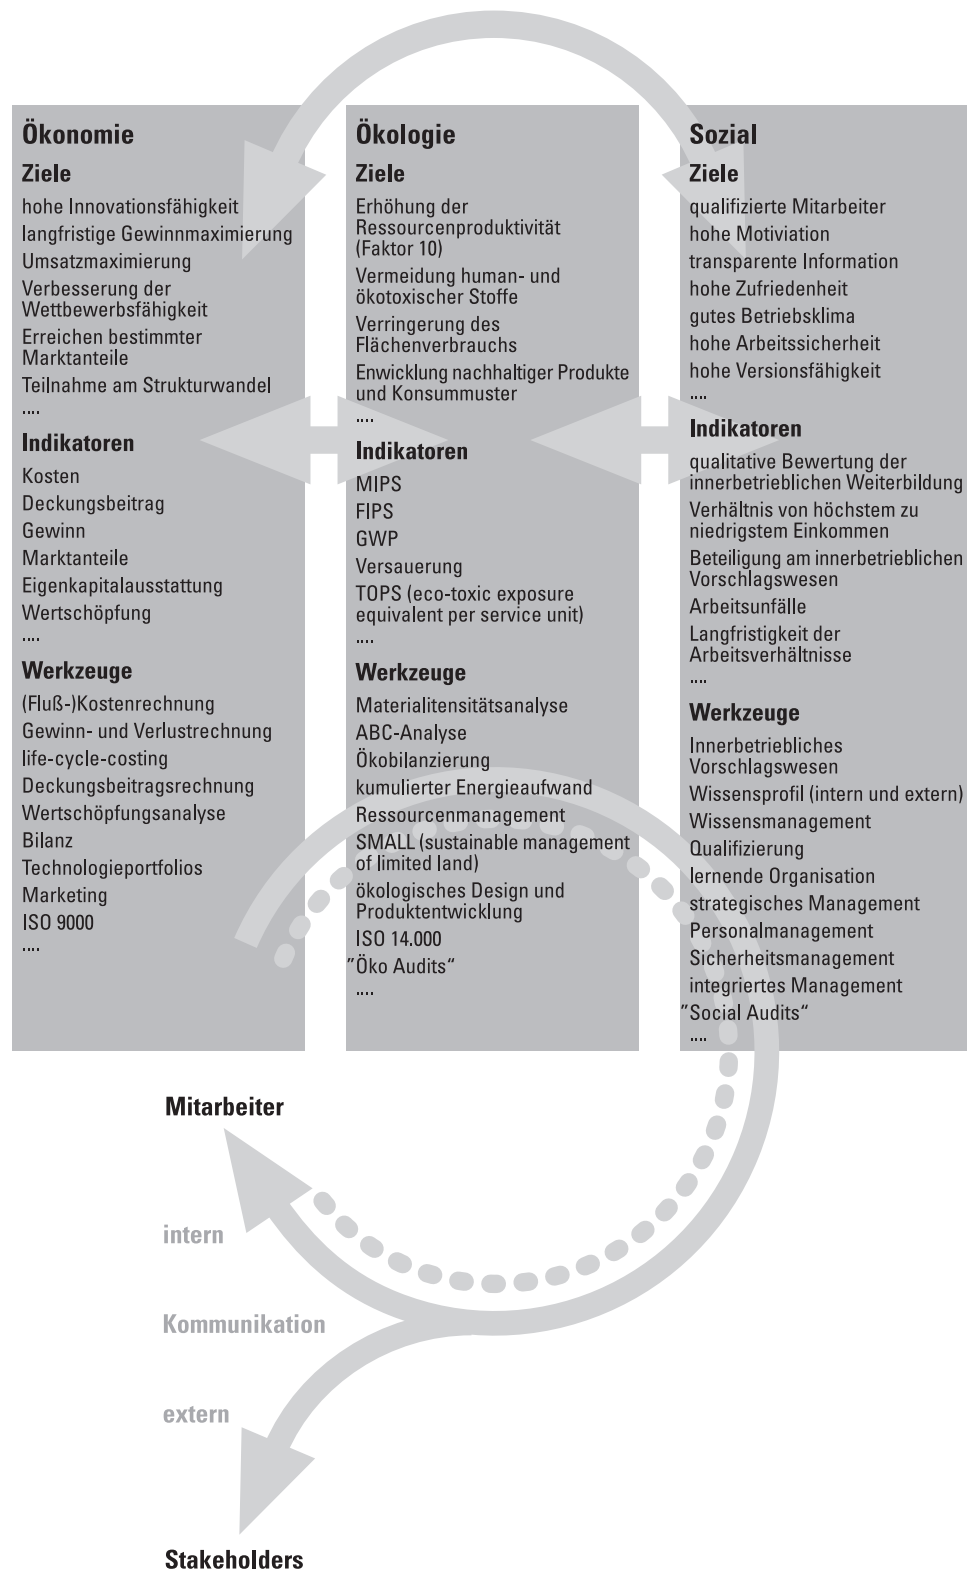 Ökonomie
Ziele
hohe Innovationsfähigkeit
langfristige Gewinnmaximierung
Umsatzmaximierung
Verbesserung der
Wettbewerbsfähigkeit
Erreichen bestimmter
Marktanteile
Teilnahme am Strukturwandel
....
Indikatoren
Kosten
Deckungsbeitrag
Gewinn
Marktanteile
Eigenkapitalausstattung
Wertschöpfung
....
Werkzeuge
(Fluß-)Kostenrechnung
Gewinn- und Verlustrechnung
life-cycle-costing
Deckungsbeitragsrechnung
Wertschöpfungsanalyse
Bilanz
Technologieportfolios
Marketing
ISO 9000
....
Ökologie
Ziele
Erhöhung der
Ressourcenproduktivität
(Faktor 10)
Vermeidung human- und
ökotoxischer Stoffe
Verringerung des
Flächenverbrauchs
Enwicklung nachhaltiger Produkte
und Konsummuster
....
Indikatoren
MIPS
FIPS
GWP
Versauerung
TOPS (eco-toxic exposure
equivalent per service unit)
....
Werkzeuge
Materialitensitätsanalyse
ABC-Analyse
Ökobilanzierung
kumulierter Energieaufwand
Ressourcenmanagement
SMALL (sustainable management
of limited land)
ökologisches Design und
Produktentwicklung
ISO 14.000
”Öko Audits“
....
Sozial
Ziele
qualifizierte Mitarbeiter
hohe Motiviation
transparente Information
hohe Zufriedenheit
gutes Betriebsklima
hohe Arbeitssicherheit
hohe Versionsfähigkeit
....
Indikatoren
qualitative Bewertung der
innerbetrieblichen Weiterbildung
Verhältnis von höchstem zu
niedrigstem Einkommen
Beteiligung am innerbetrieblichen
Vorschlagswesen
Arbeitsunfälle
Langfristigkeit der
Arbeitsverhältnisse
....
Werkzeuge
Innerbetriebliches
Vorschlagswesen
Wissensprofil (intern und extern)
Wissensmanagement
Qualifizierung
lernende Organisation
strategisches Management
Personalmanagement
Sicherheitsmanagement
integriertes Management
”Social Audits“
....
Mitarbeiter
intern
Kommunikation
extern
Stakeholders